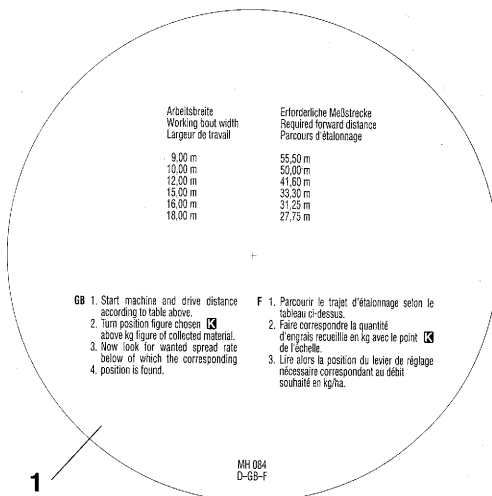 Arbeitsbreite
Working bout width
Largeur de travail
Erforderliche Meßstrecke
Required forward distance
Parcours d'étalonnage
9,00 m 55,50 m
10.00 m 50,00 m
12,00 m 41,60 m
15,00 m 33,30 m
16,00 m 31,25 m
18,00 m 27,75 m
GB 1. Start machine and drive distance
according to table above.
2. Turn position figure chosen K
above kg figure of collected material.
3. Now look for wanted spread rate
below of which the corresponding
4. position is found.
F 1. Parcourir le trajet d'étalonnage selon le
tableau ci-dessus.
2. Faire correspondre la quantité
d'engrais recueillie en kg avec le point K
de l'échelle.
3. Lire alors la position du levier de réglage
nécessaire correspondant au débit
souhaité en kg/ha.
MH 084
D-GB-F
1